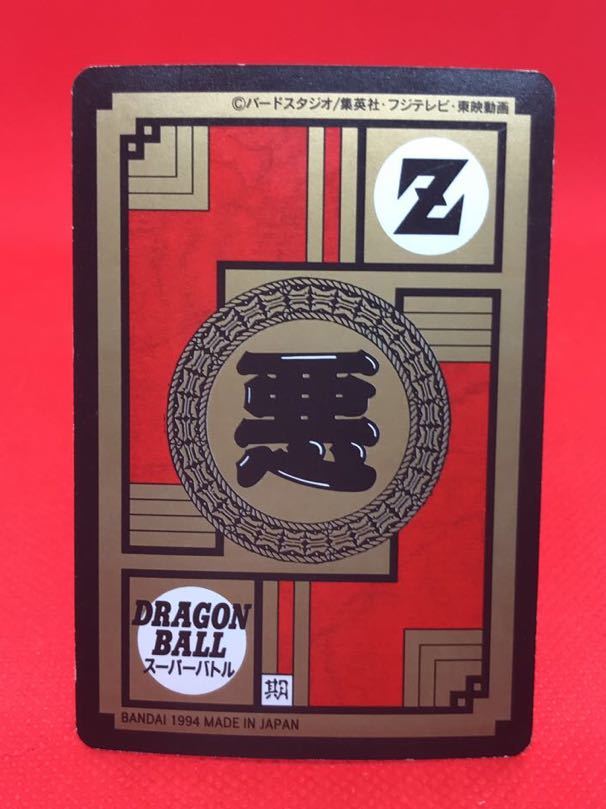 ©バードスタジオ/集英社・フジテレビ・東映動画
Z
悪
DRAGON
BALL
スーパーバトル
期
BANDAI 1994 MADE IN JAPAN